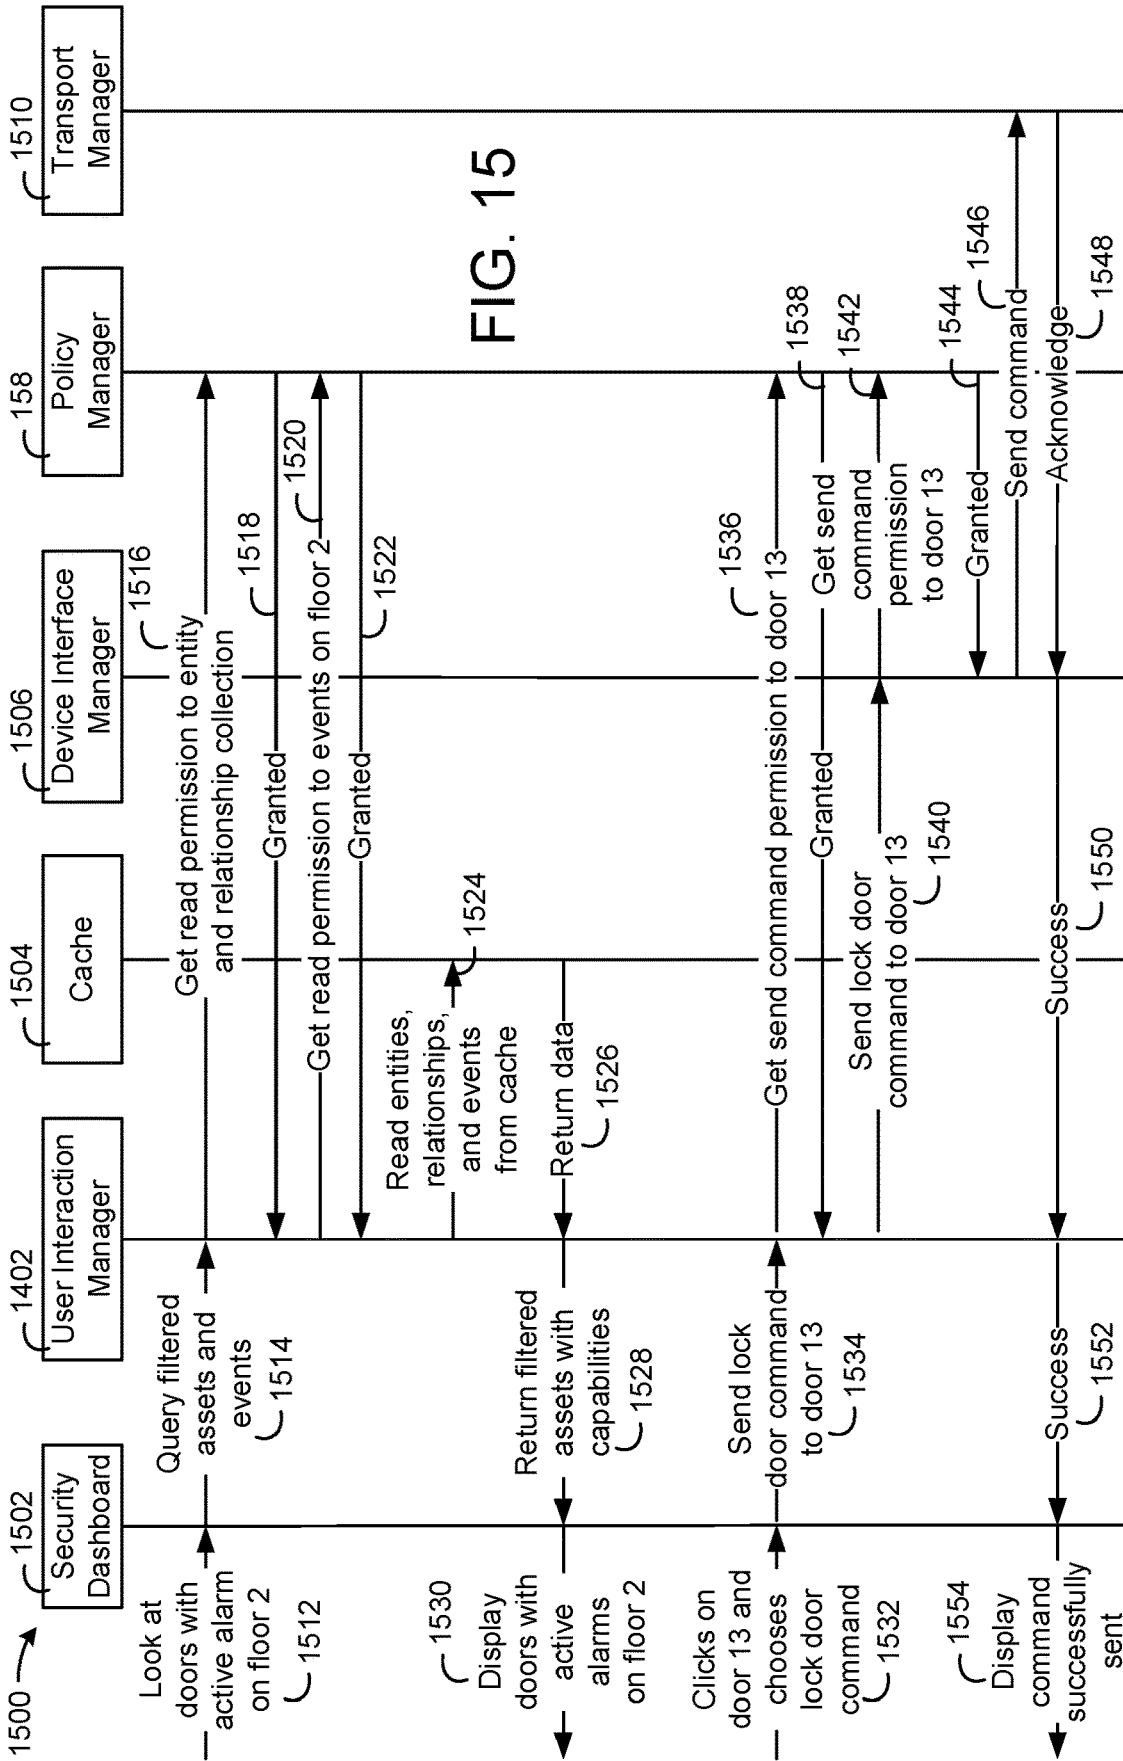 1500
1502
Security
Dashboard
1402
User Interaction
Manager
1504
Cache
1506
Device Interface
Manager
158
Policy
Manager
1510
Transport
Manager
Look at
doors with
active alarm
on floor 2
1512
Query filtered
assets and
events
1514
Get read permission to entity
and relationship collection
1516
Granted
1518
Get read permission to events on floor 2
1520
Granted
1522
Read entities,
relationships,
and events
from cache
1524
Return data
1526
Return filtered
assets with
capabilities
1528
1530
Display
doors with
active
alarms
on floor 2
Clicks on
door 13 and
chooses
lock door
command
1532
Send lock
door command
to door 13
1534
Get send command permission to door 13
1536
Granted
1538
Send lock door
command to door 13
1540
Get send
command
permission
to door 13
1542
Granted
1544
Send command
1546
Acknowledge
1548
Success
1550
Success
1552
1554
Display
command
successfully
sent
FIG. 15